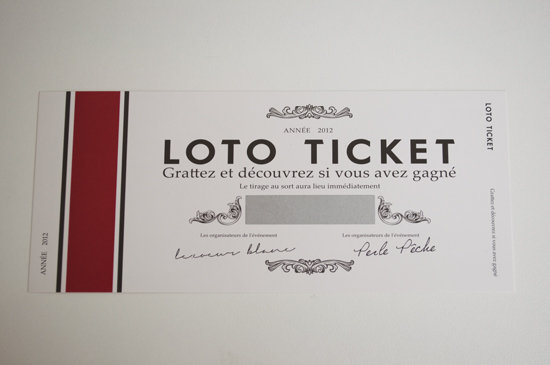 ANNÉE 2012
LOTO TICKET
Grattez et découvrez si vous avez gagné
Le tirage au sort aura lieu immédiatement
Les organisateurs de l'événement
Les organisateurs de l'événement
blanc
Perle Pêche
ANNÉE 2012
LOTO TICKET
Grattez et découvrez si vous avez gagné